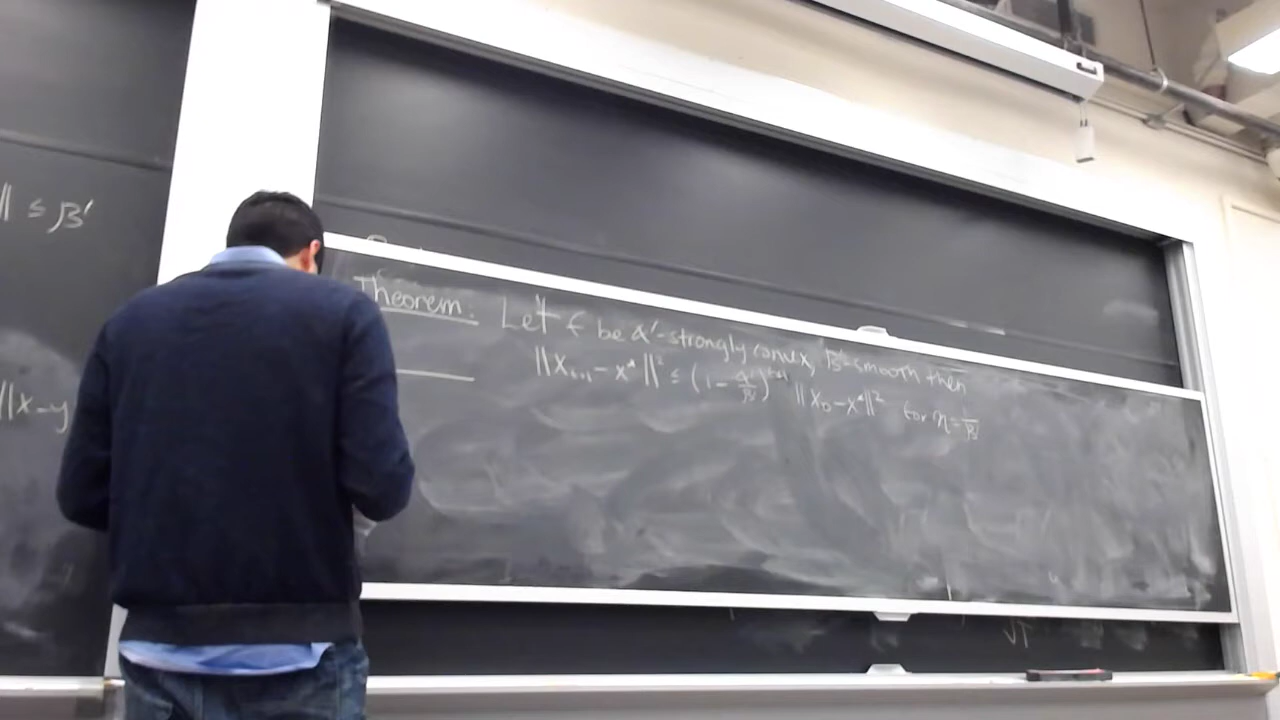 ‖ ≤ β'
‖x-y
Theorem: Let f be α'-strongly convex, β'-smooth then
‖x_{t+1} - x*‖² ≤ (1 - α'/β')^{t+1} ‖x_0 - x*‖² for η = 1/β'
√T